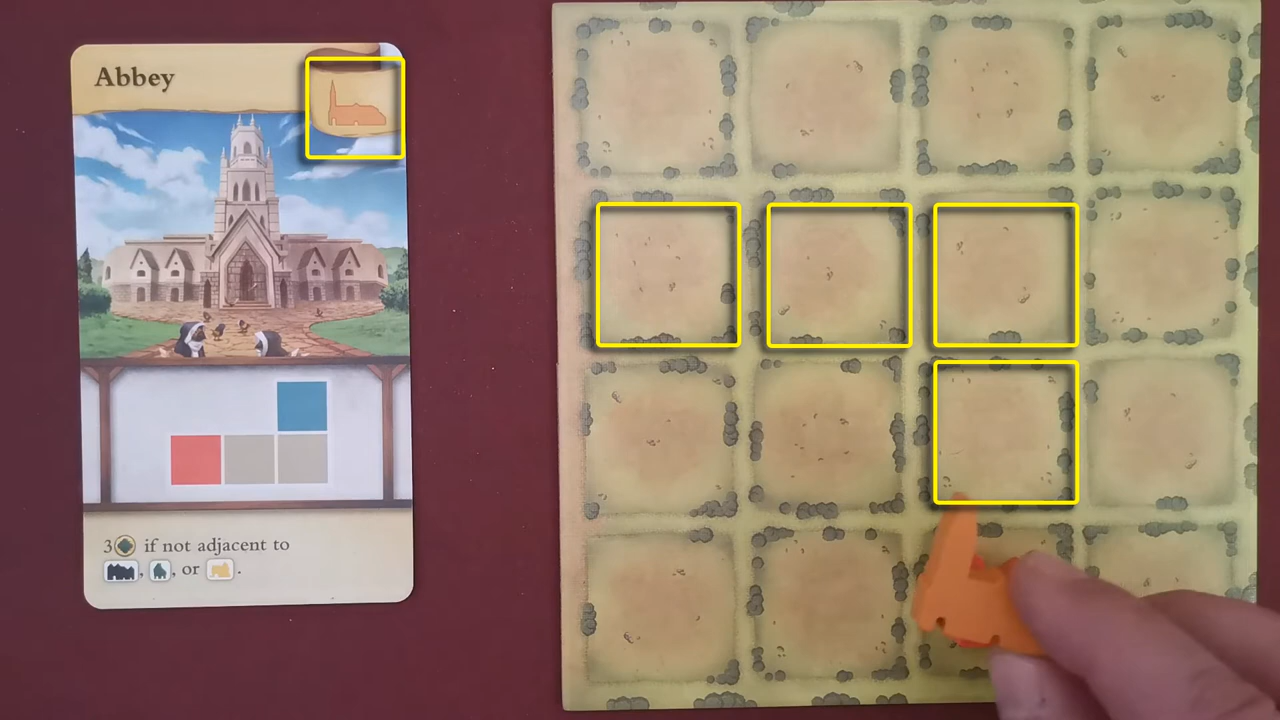 Abbey
3 if not adjacent to
, , or .